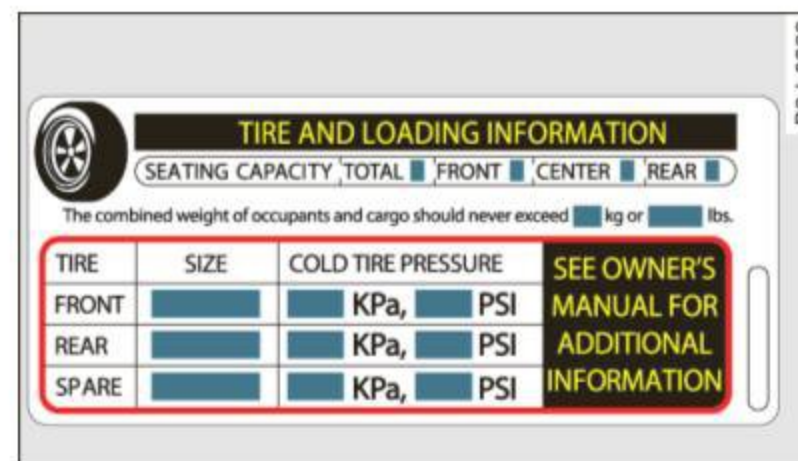 TIRE AND LOADING INFORMATION
SEATING CAPACITY TOTAL FRONT CENTER REAR
The combined weight of occupants and cargo should never exceed kg or lbs.
TIRE SIZE COLD TIRE PRESSURE
FRONT KPa, PSI
REAR KPa, PSI
SPARE KPa, PSI
SEE OWNER'S
MANUAL FOR
ADDITIONAL
INFORMATION